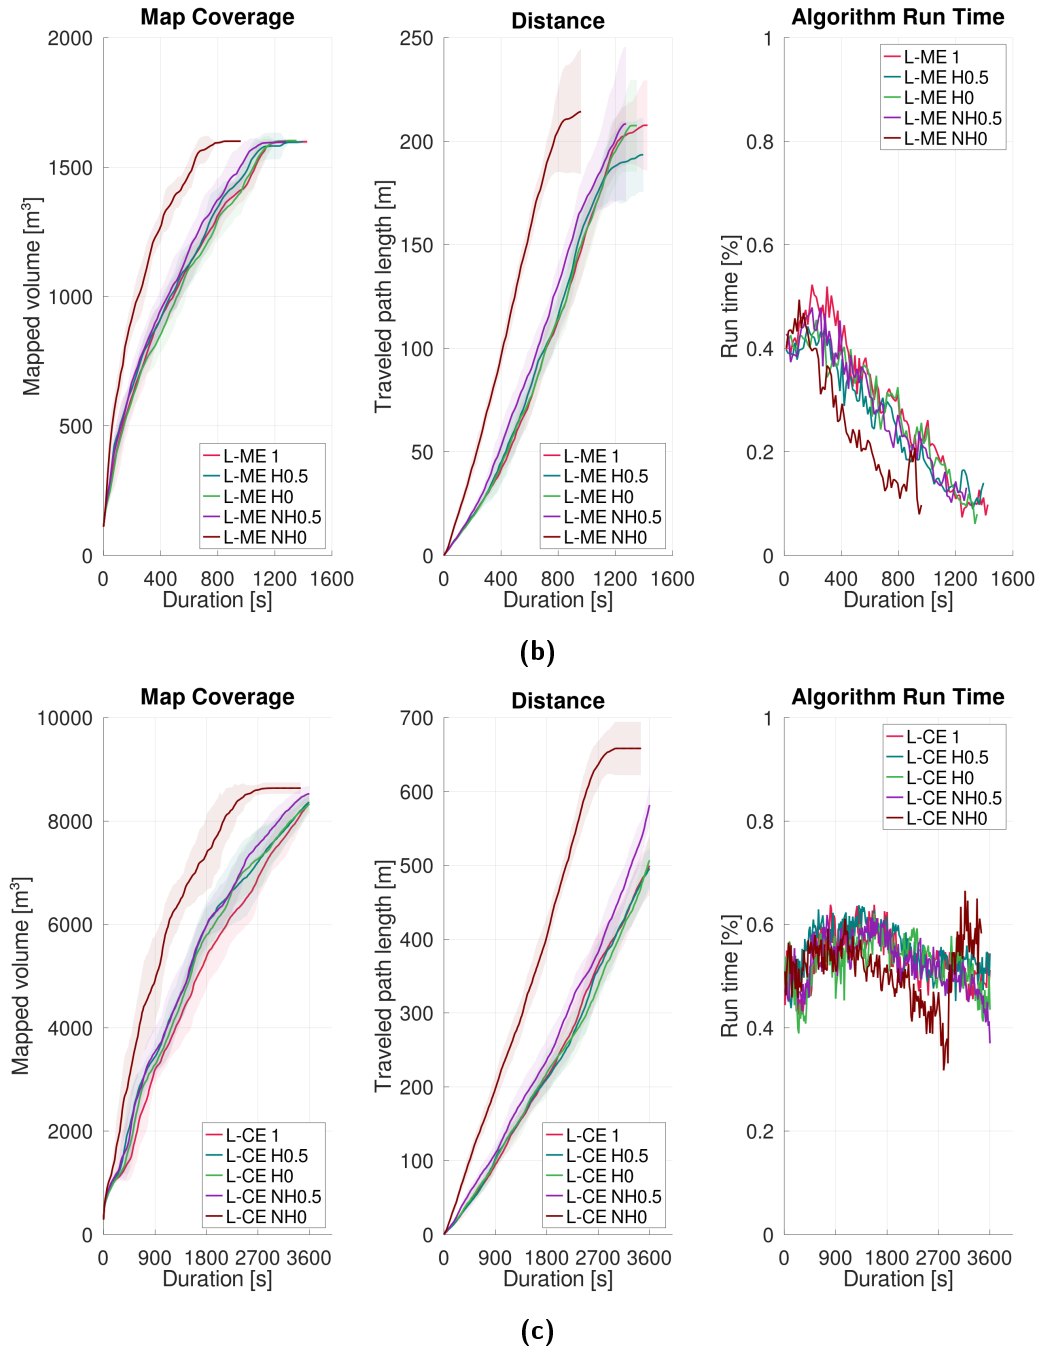 Map Coverage
Distance
Algorithm Run Time
2000
1500
1000
500
0
Mapped volume [m³]
0 400 800 1200 1600
Duration [s]
L-ME 1
L-ME H0.5
L-ME H0
L-ME NH0.5
L-ME NH0
250
200
150
100
50
0
Traveled path length [m]
0 400 800 1200 1600
Duration [s]
L-ME 1
L-ME H0.5
L-ME H0
L-ME NH0.5
L-ME NH0
1
0.8
0.6
0.4
0.2
0
Run time [%]
0 400 800 1200 1600
Duration [s]
L-ME 1
L-ME H0.5
L-ME H0
L-ME NH0.5
L-ME NH0
(b)
Map Coverage
Distance
Algorithm Run Time
10000
8000
6000
4000
2000
0
Mapped volume [m³]
0 900 1800 2700 3600
Duration [s]
L-CE 1
L-CE H0.5
L-CE H0
L-CE NH0.5
L-CE NH0
700
600
500
400
300
200
100
0
Traveled path length [m]
0 900 1800 2700 3600
Duration [s]
L-CE 1
L-CE H0.5
L-CE H0
L-CE NH0.5
L-CE NH0
1
0.8
0.6
0.4
0.2
0
Run time [%]
0 900 1800 2700 3600
Duration [s]
L-CE 1
L-CE H0.5
L-CE H0
L-CE NH0.5
L-CE NH0
(c)